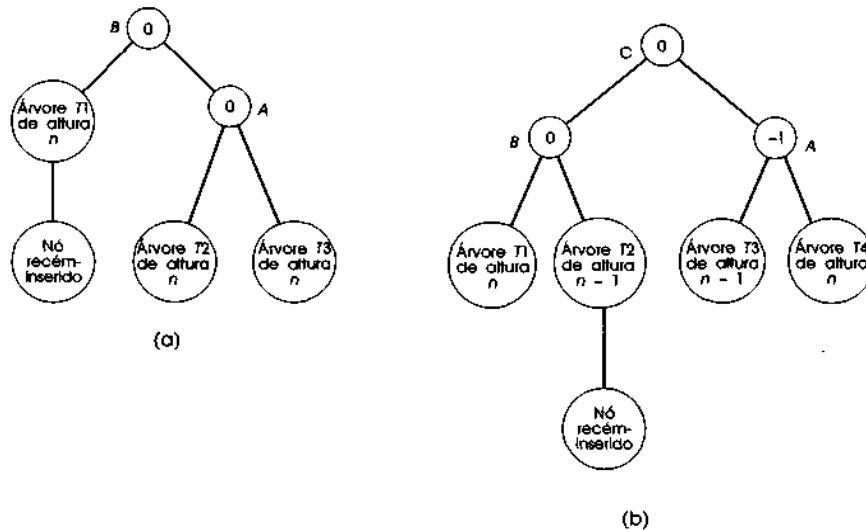 B 0
Árvore T1
de altura
n
0 A
Nó
recém-
inserido
Árvore T2
de altura
n
Árvore T3
de altura
n
(a)
C 0
B 0
-1 A
Árvore T1
de altura
n
Árvore T2
de altura
n - 1
Árvore T3
de altura
n - 1
Árvore T4
de altura
n
Nó
recém-
inserido
(b)